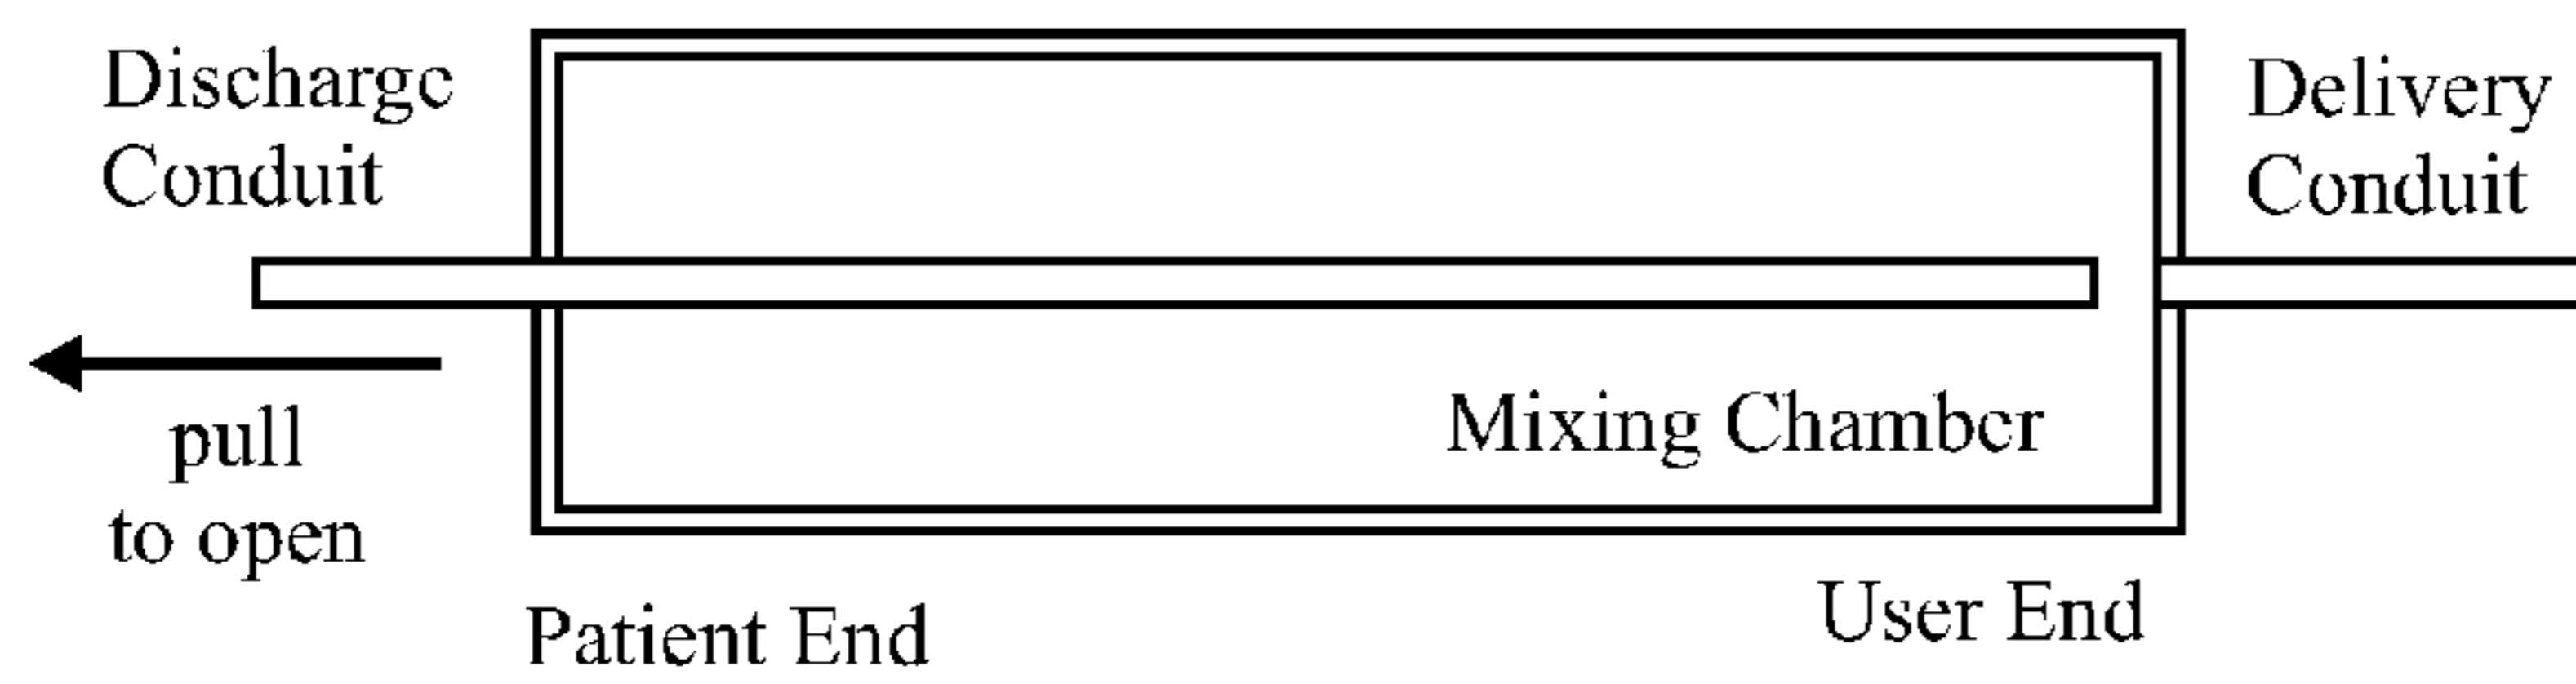 Discharge
Conduit
Delivery
Conduit
pull
to open
Mixing Chamber
Patient End
User End